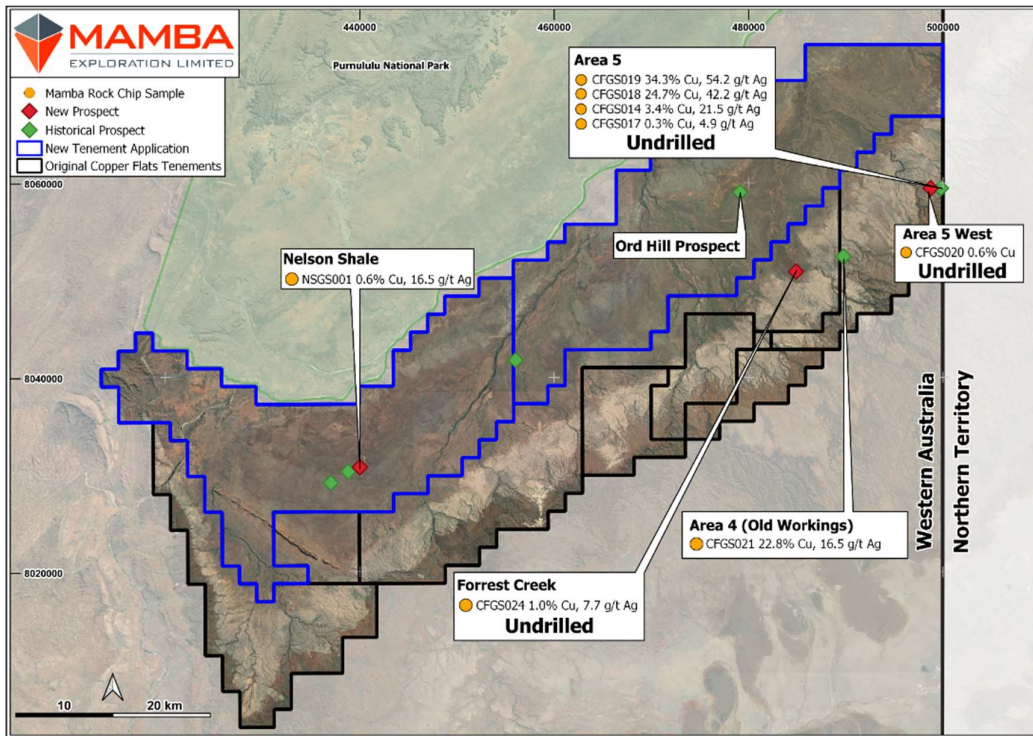 MAMBA
EXPLORATION LIMITED
Mamba Rock Chip Sample
New Prospect
Historical Prospect
New Tenement Application
Original Copper Flats Tenements
440000
460000
480000
500000
Purnululu National Park
Area 5
CFGS019 34.3% Cu, 54.2 g/t Ag
CFGS018 24.7% Cu, 42.2 g/t Ag
CFGS014 3.4% Cu, 21.5 g/t Ag
CFGS017 0.3% Cu, 4.9 g/t Ag
Undrilled
8060000
Ord Hill Prospect
Area 5 West
CFGS020 0.6% Cu
Undrilled
Nelson Shale
NSGS001 0.6% Cu, 16.5 g/t Ag
8040000
Western Australia
Northern Territory
Area 4 (Old Workings)
CFGS021 22.8% Cu, 16.5 g/t Ag
8020000
Forrest Creek
CFGS024 1.0% Cu, 7.7 g/t Ag
Undrilled
10
20 km